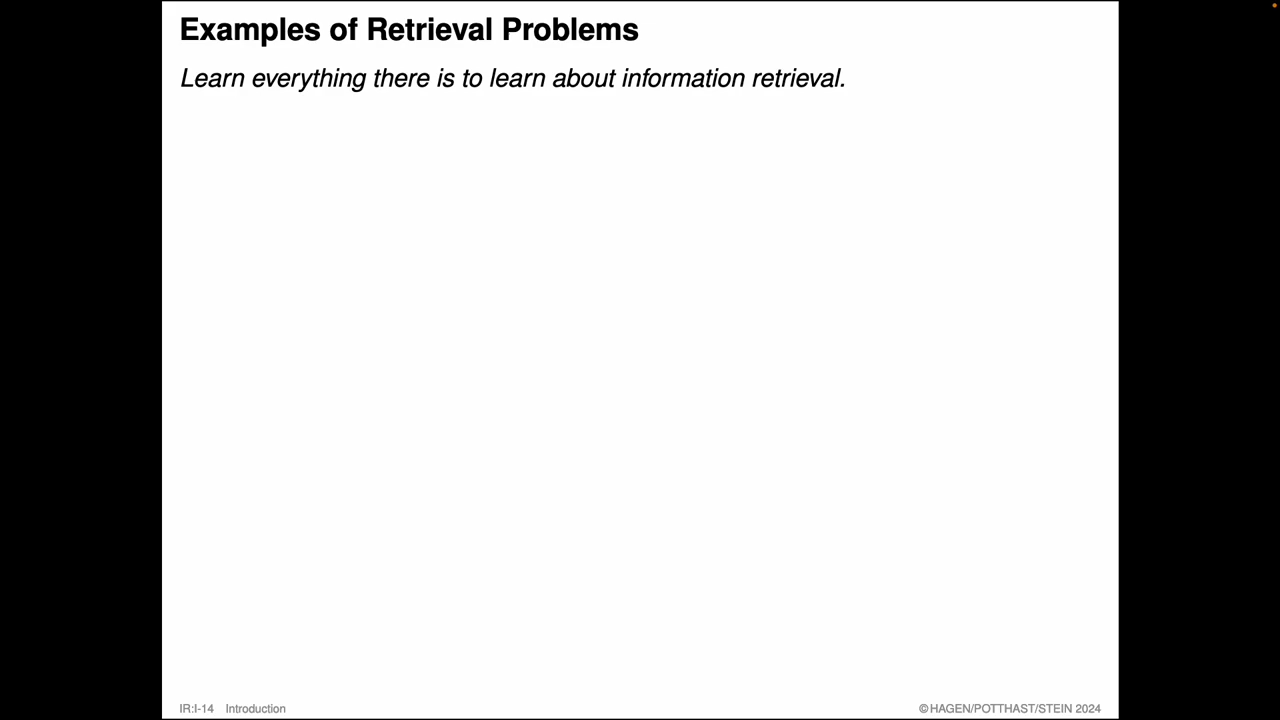 Examples of Retrieval Problems
Learn everything there is to learn about information retrieval.
IR:I-14 Introduction
©HAGEN/POTTHAST/STEIN 2024